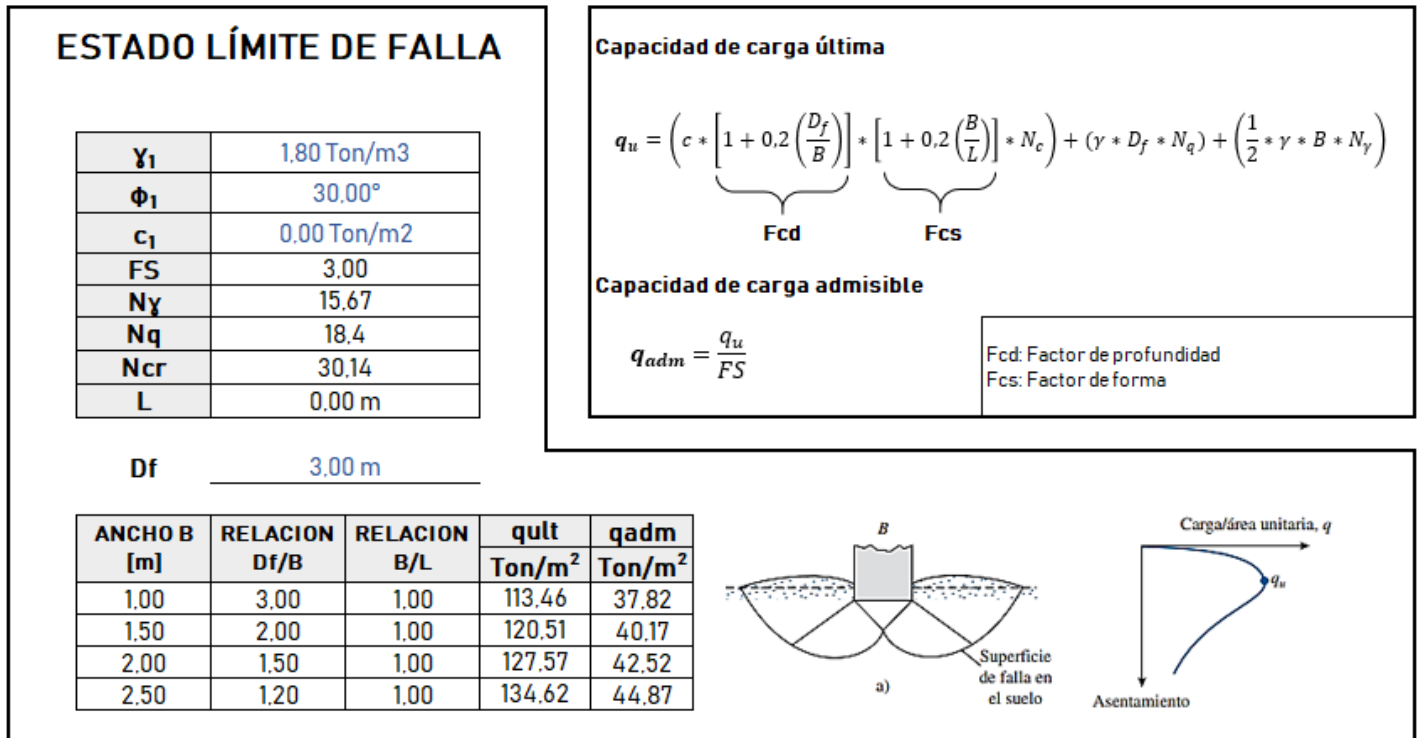 ESTADO LÍMITE DE FALLA
ɣ₁ 1,80 Ton/m3
Φ₁ 30,00°
c₁ 0,00 Ton/m2
FS 3,00
Nɣ 15,67
Nq 18,4
Ncr 30,14
L 0,00 m
Df 3,00 m
Capacidad de carga última
q_u = (c * [1 + 0,2 (D_f/B)] * [1 + 0,2 (B/L)] * N_c) + (γ * D_f * N_q) + (1/2 * γ * B * N_γ)
Fcd Fcs
Capacidad de carga admisible
q_adm = q_u/FS
Fcd: Factor de profundidad
Fcs: Factor de forma
ANCHO B [m] RELACION Df/B RELACION B/L qult Ton/m² qadm Ton/m²
1,00 3,00 1,00 113,46 37,82
1,50 2,00 1,00 120,51 40,17
2,00 1,50 1,00 127,57 42,52
2,50 1,20 1,00 134,62 44,87
B
Superficie
de falla en
el suelo
a)
Carga/área unitaria, q
q_u
Asentamiento